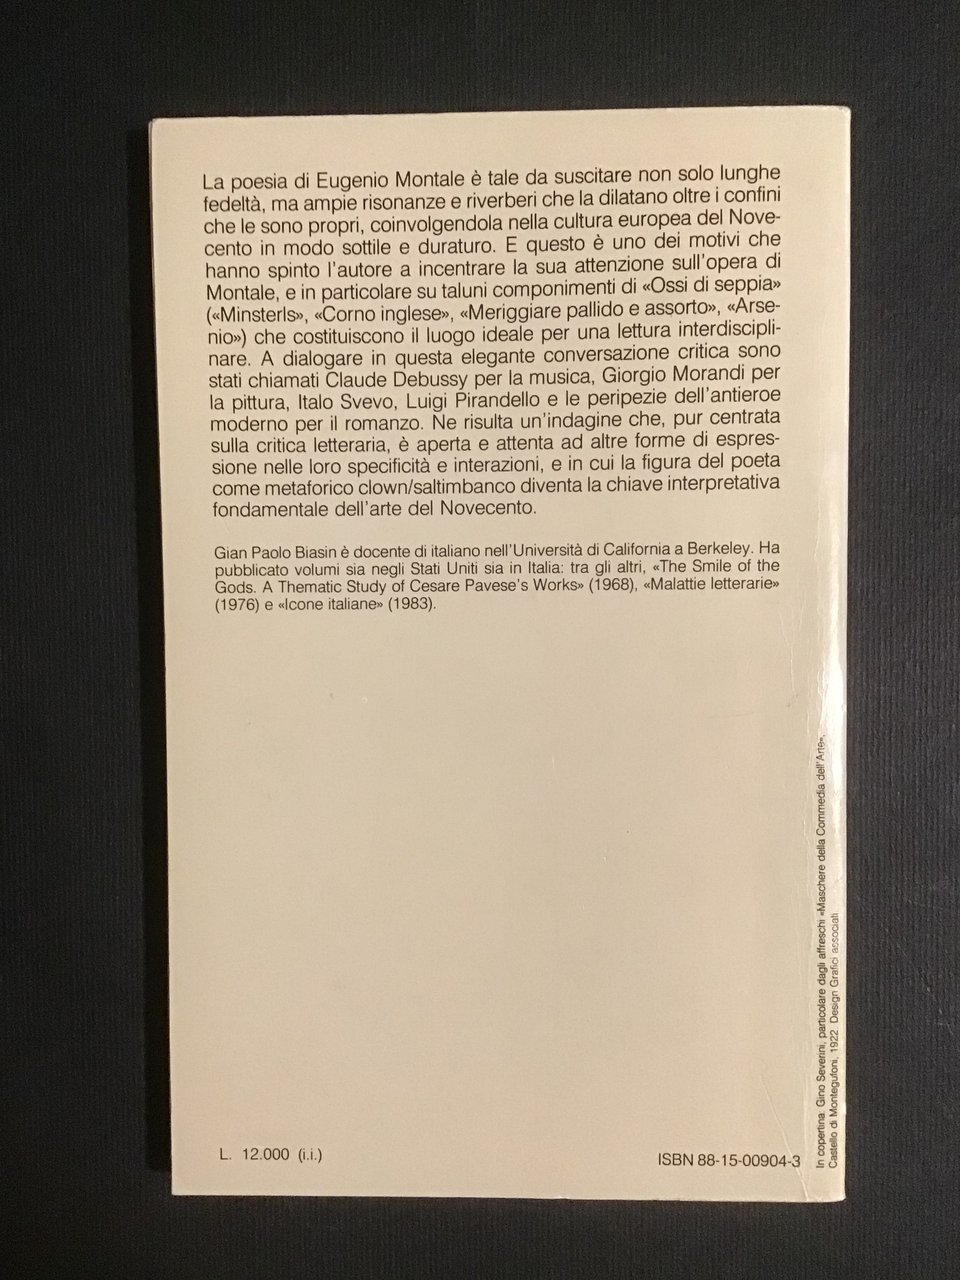 La poesia di Eugenio Montale è tale da suscitare non solo lunghe
fedeltà, ma ampie risonanze e riverberi che la dilatano oltre i confini
che le sono propri, coinvolgendola nella cultura europea del Nove-
cento in modo sottile e duraturo. E questo è uno dei motivi che
hanno spinto l'autore a incentrare la sua attenzione sull'opera di
Montale, e in particolare su taluni componimenti di «Ossi di seppia»
(«Minsterls», «Corno inglese», «Meriggiare pallido e assorto», «Arse-
nio») che costituiscono il luogo ideale per una lettura interdiscipli-
nare. A dialogare in questa elegante conversazione critica sono
stati chiamati Claude Debussy per la musica, Giorgio Morandi per
la pittura, Italo Svevo, Luigi Pirandello e le peripezie dell'antieroe
moderno per il romanzo. Ne risulta un'indagine che, pur centrata
sulla critica letteraria, è aperta e attenta ad altre forme di espres-
sione nelle loro specificità e interazioni, e in cui la figura del poeta
come metaforico clown/saltimbanco diventa la chiave interpretativa
fondamentale dell'arte del Novecento.
Gian Paolo Biasin è docente di italiano nell'Università di California a Berkeley. Ha
pubblicato volumi sia negli Stati Uniti sia in Italia: tra gli altri, «The Smile of the
Gods. A Thematic Study of Cesare Pavese's Works» (1968), «Malattie letterarie»
(1976) e «Icone italiane» (1983).
L. 12.000 (i.i.)
ISBN 88-15-00904-3
In copertina: Gino Severini, particolare dagli affreschi «Maschere della Commedia dell'Arte»,
Castello di Montegufoni, 1922 Design Grafici associati